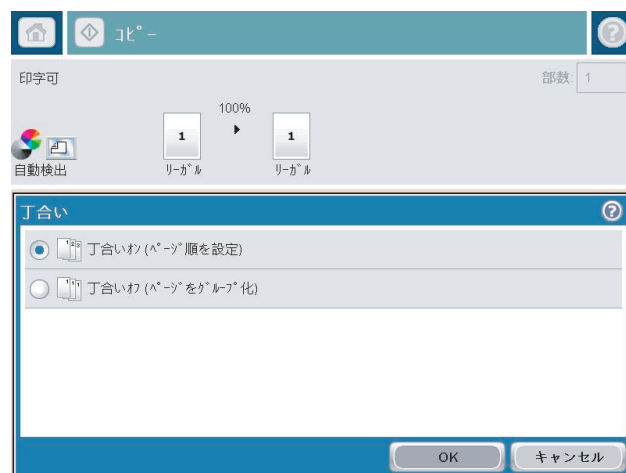 ｺﾋﾟｰ
印字可
部数: 1
100%
1
1
自動検出
ﾘｰｶﾞﾙ
ﾘｰｶﾞﾙ
丁合い
丁合いｵﾝ (ﾍﾟｰｼﾞ順を設定)
丁合いｵﾌ (ﾍﾟｰｼﾞをｸﾞﾙｰﾌﾟ化)
OK
キャンセル